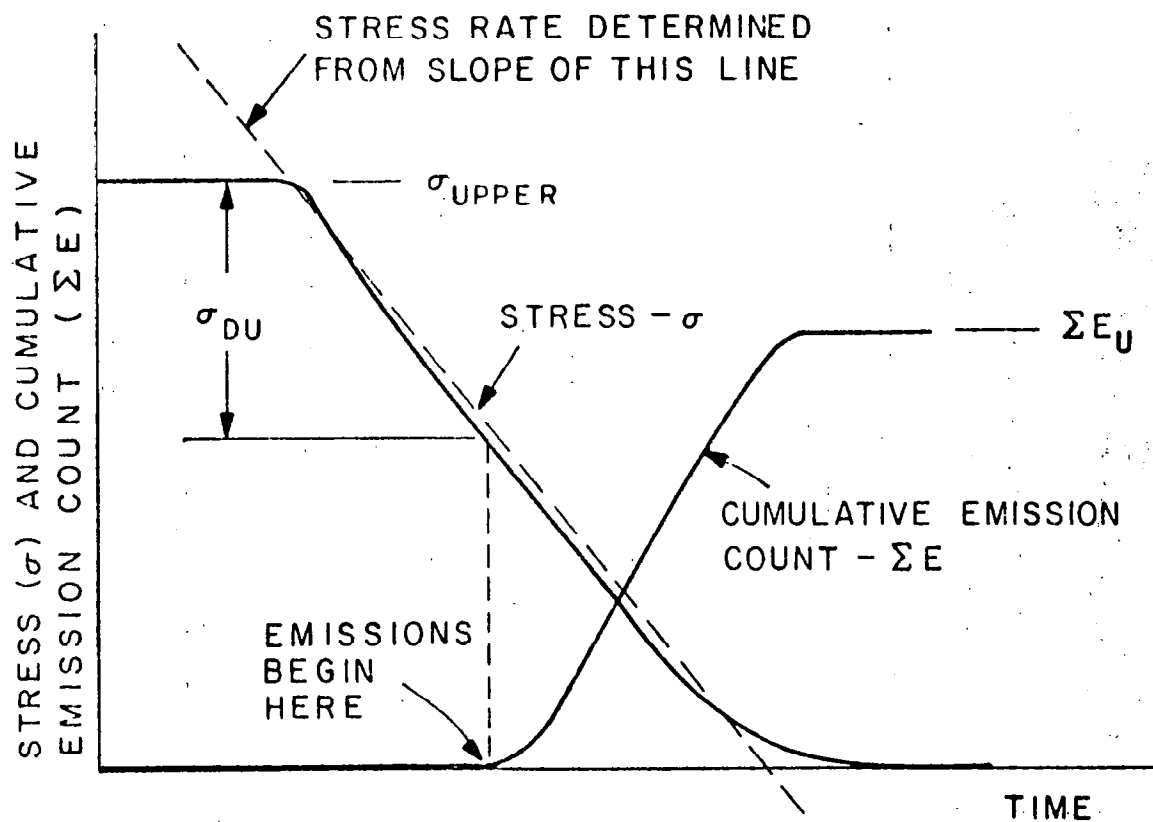 STRESS RATE DETERMINED
FROM SLOPE OF THIS LINE
STRESS (σ) AND CUMULATIVE
EMISSION COUNT (ΣE)
σUPPER
σDU
STRESS – σ
ΣEU
CUMULATIVE EMISSION
COUNT – ΣE
EMISSIONS
BEGIN
HERE
TIME